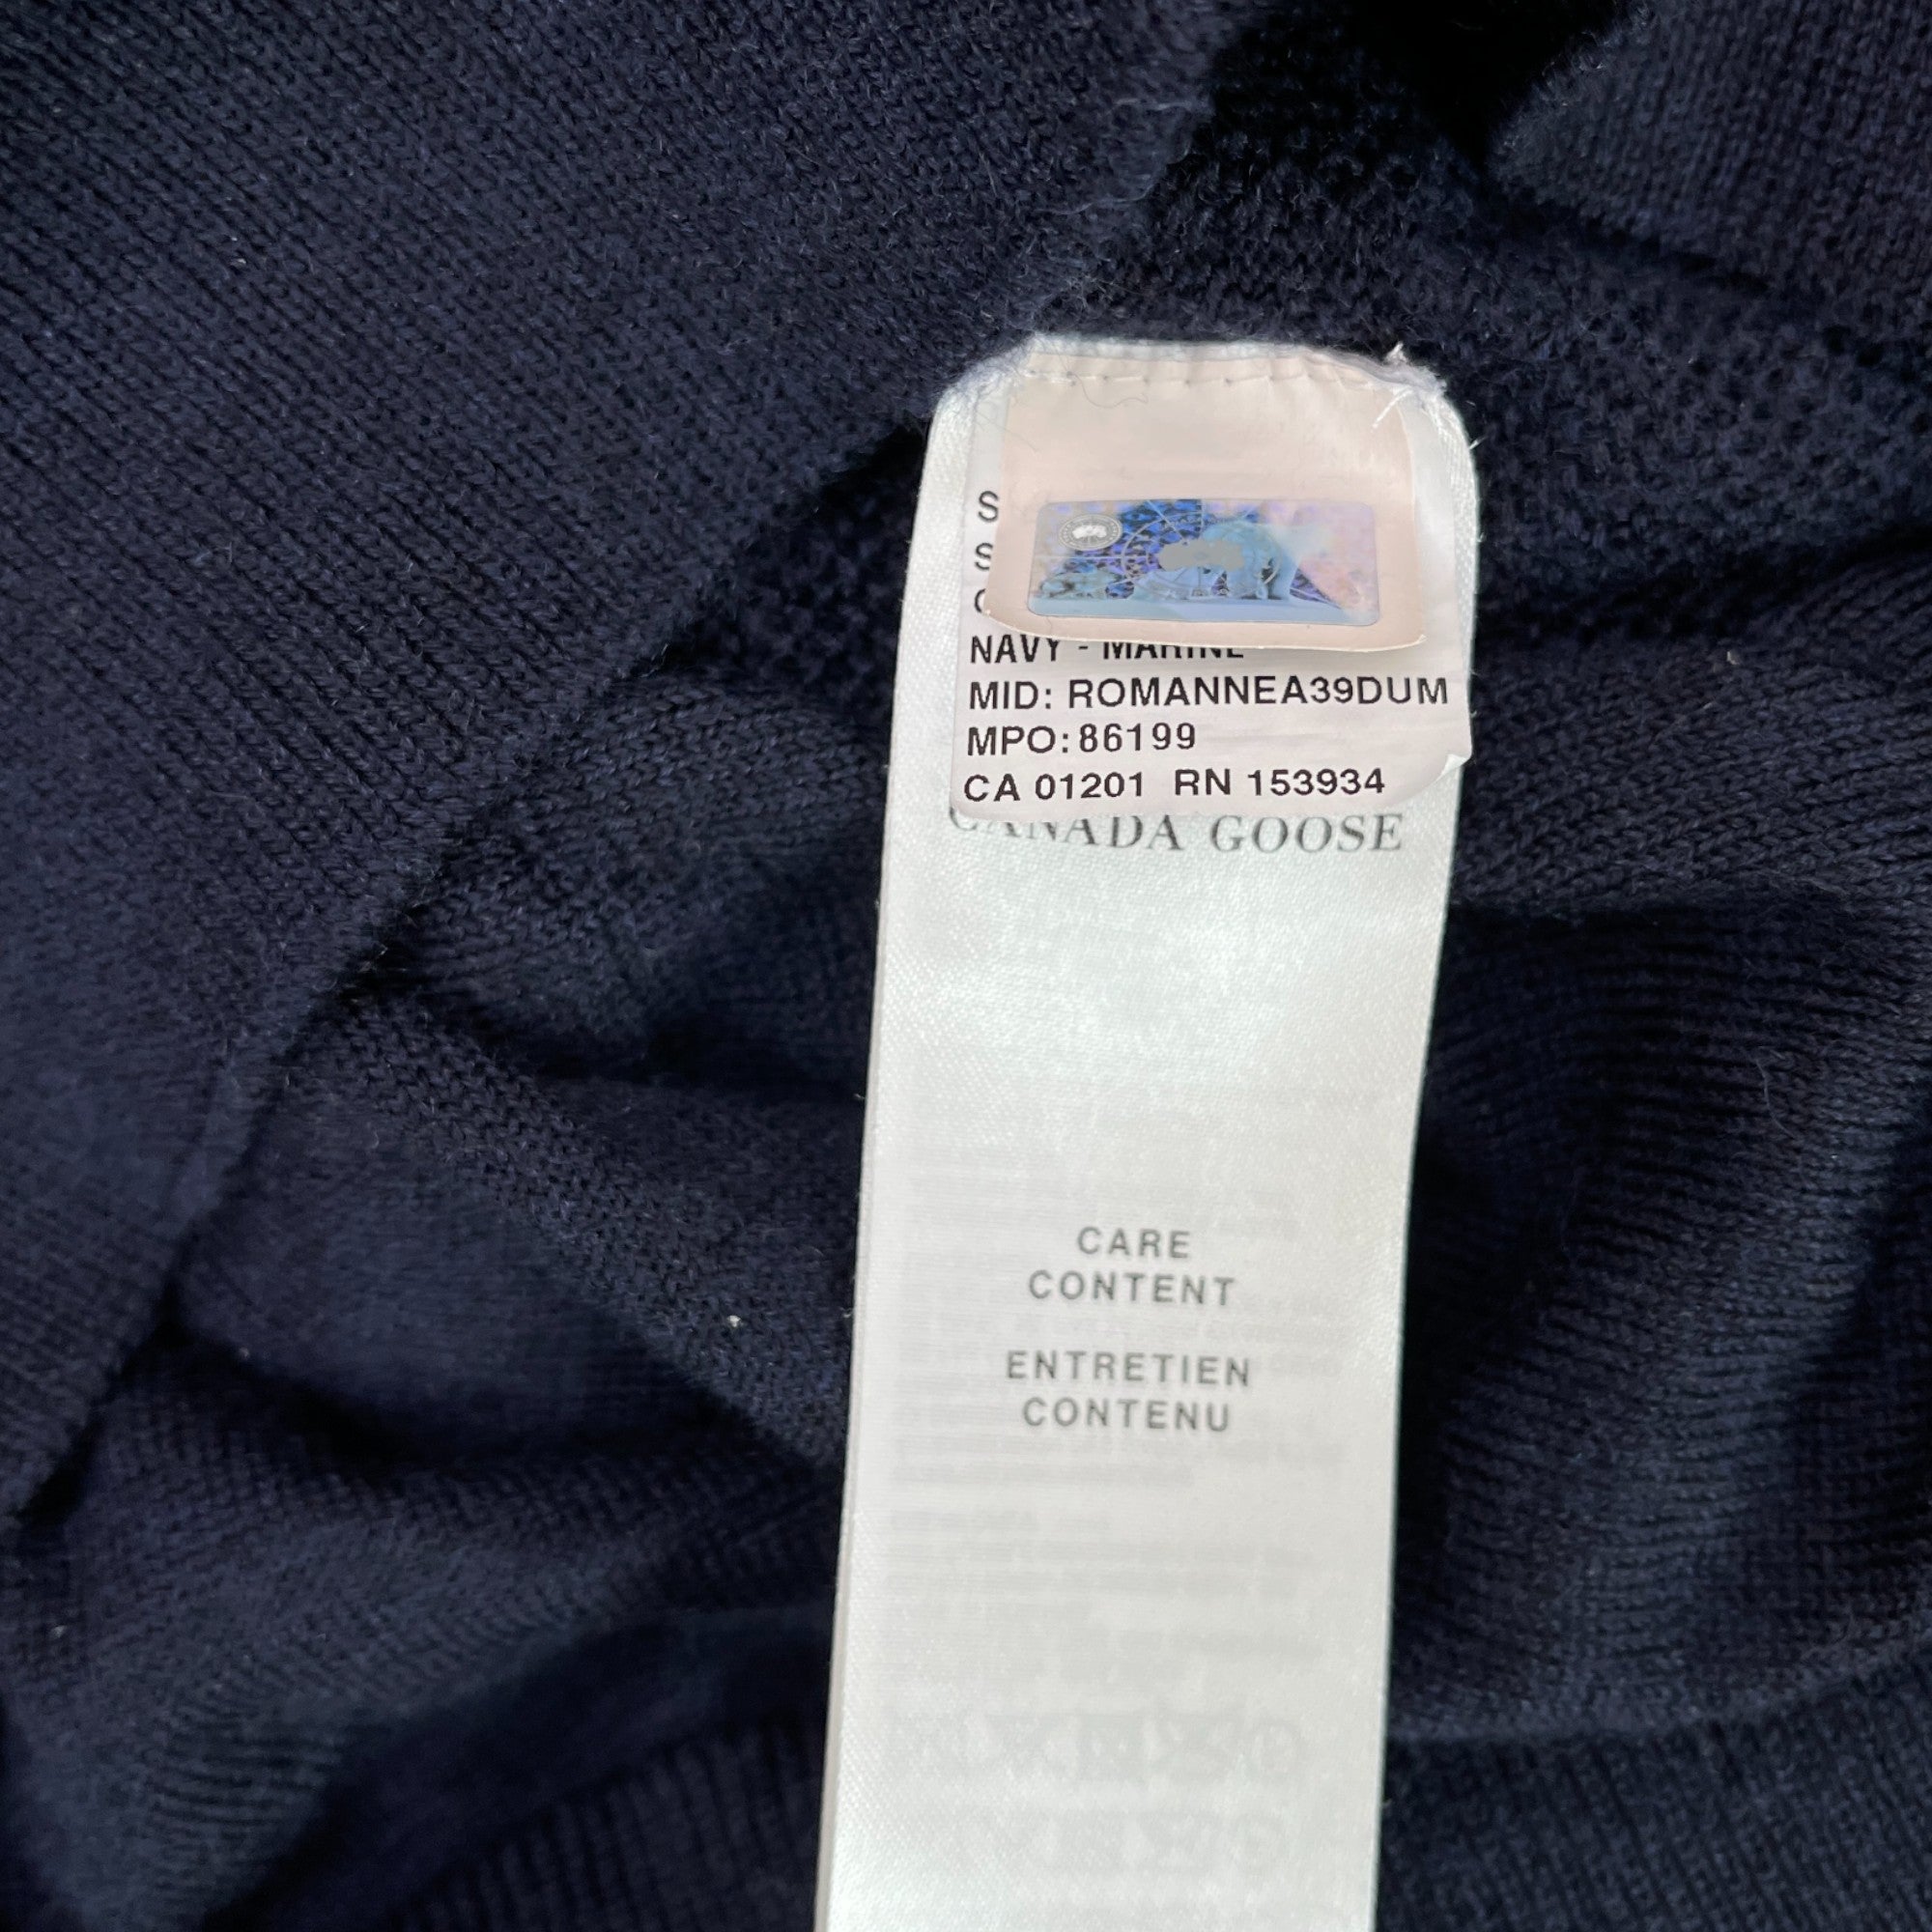 S
S
C
NAVY - MARINE
MID: ROMANNEA39DUM
MPO: 86199
CA 01201 RN 153934
CANADA GOOSE
CARE
CONTENT
ENTRETIEN
CONTENU